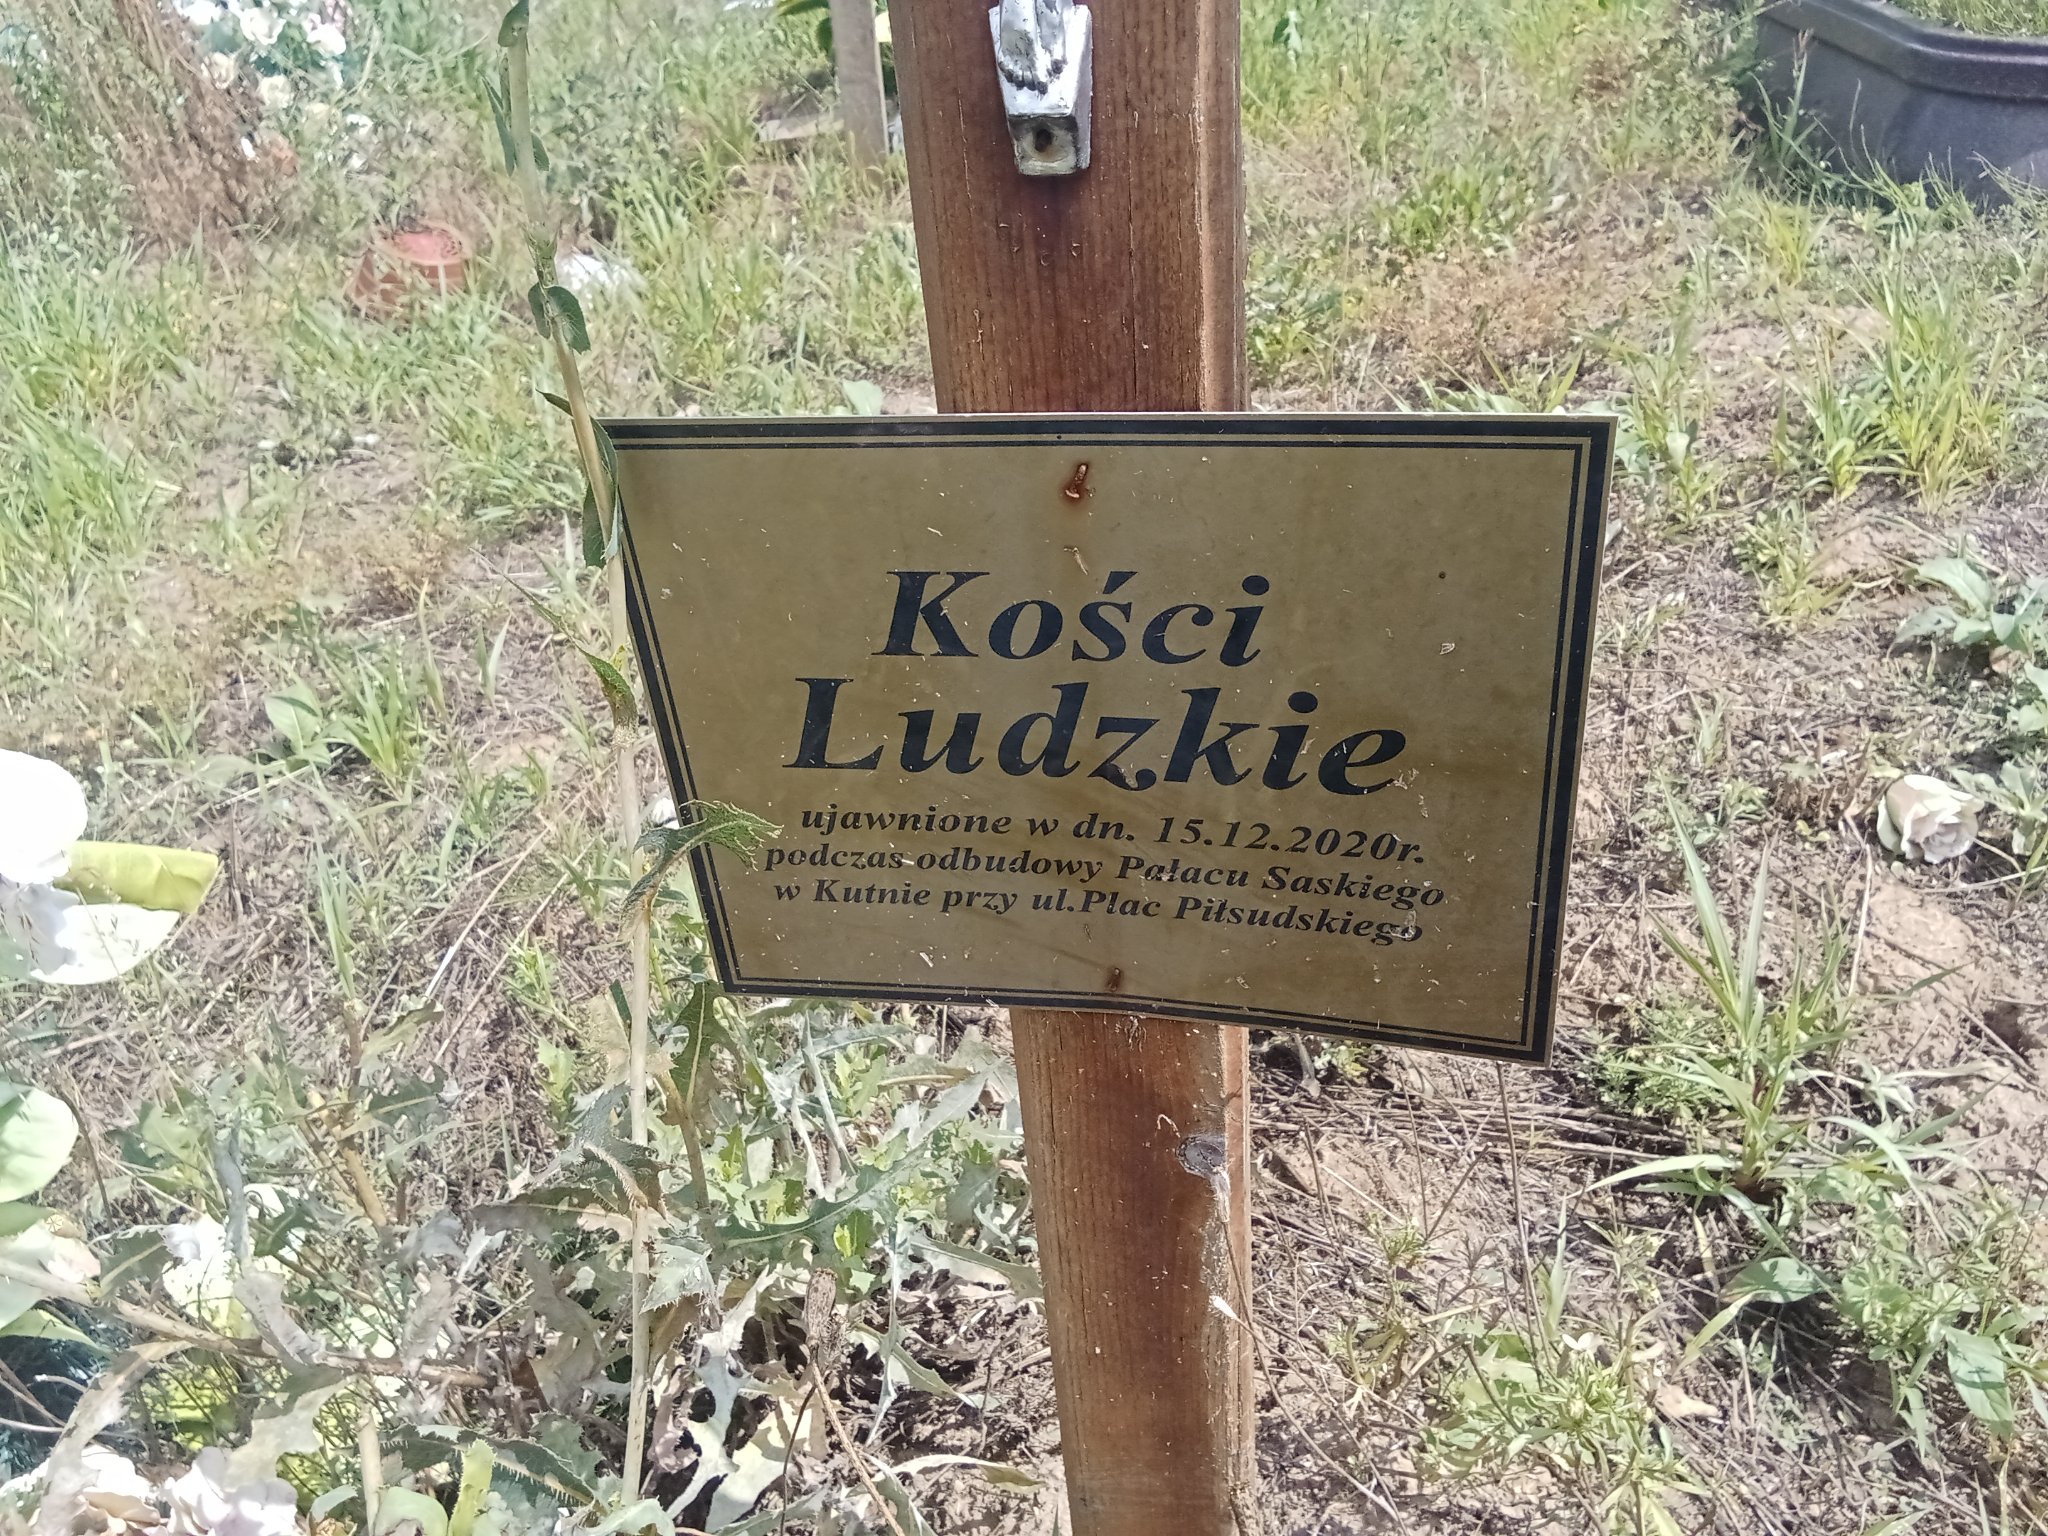 Kości
Ludzkie
ujawnione w dn. 15.12.2020r.
podczas odbudowy Pałacu Saskiego
w Kutnie przy ul.Plac Piłsudskiego